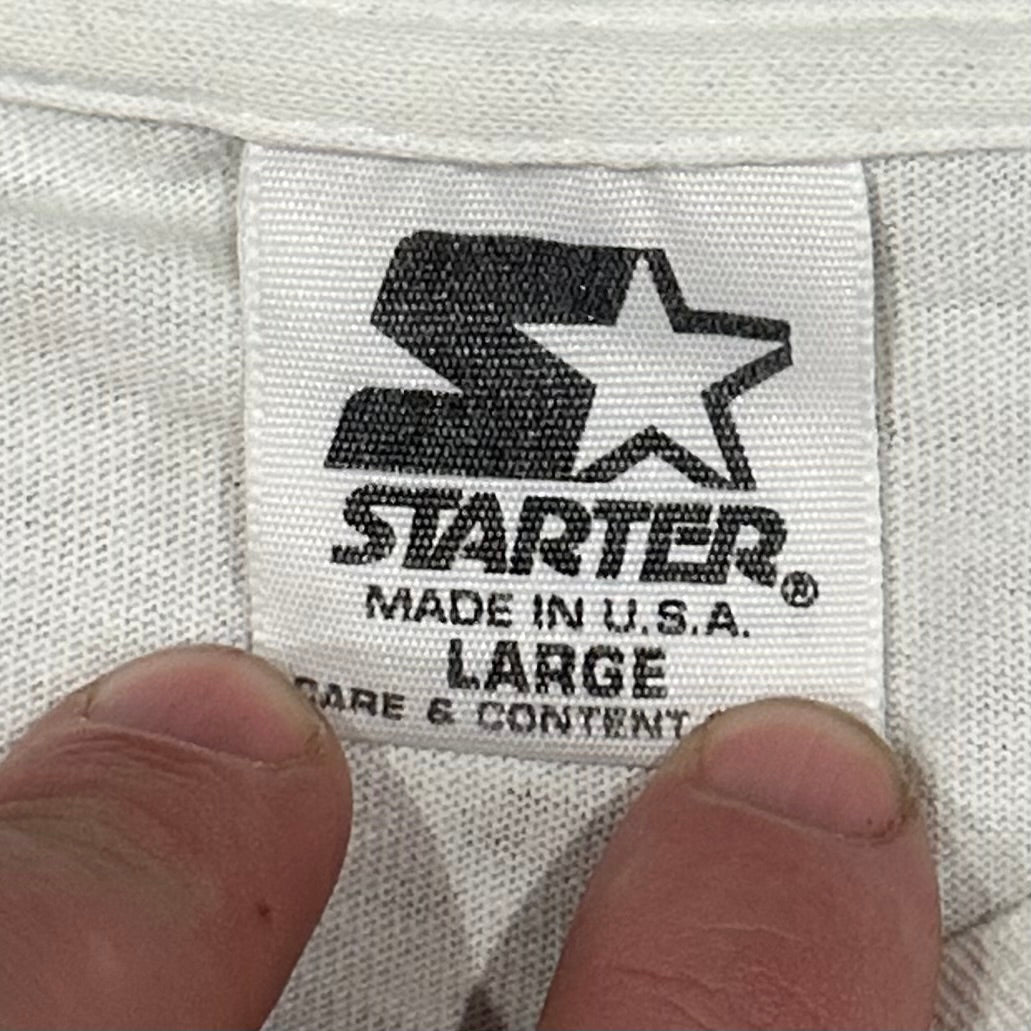 STARTER®
MADE IN U.S.A.
LARGE
CARE & CONTENT